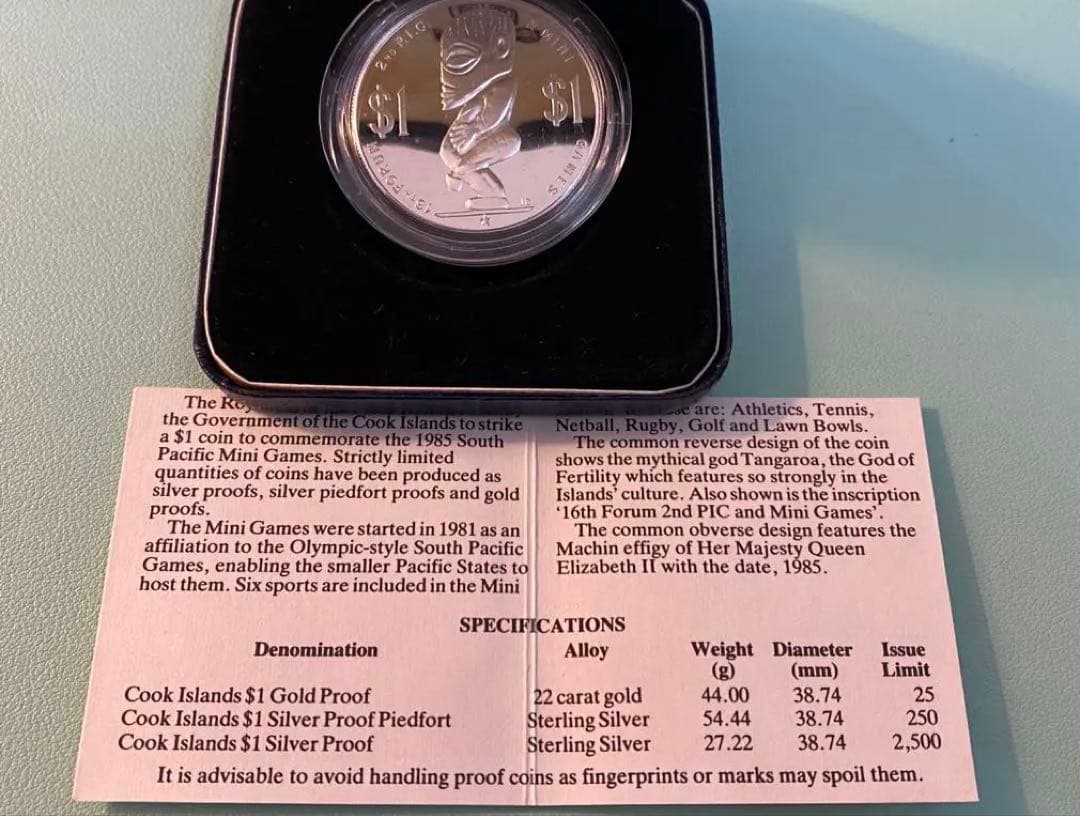 2ND P.I.C.
& MINI
$1
$1
FORUM
GAMES
The Roy
the Government of the Cook Islands to strike
a $1 coin to commemorate the 1985 South
Pacific Mini Games. Strictly limited
quantities of coins have been produced as
silver proofs, silver piedfort proofs and gold
proofs.
The Mini Games were started in 1981 as an
affiliation to the Olympic-style South Pacific
Games, enabling the smaller Pacific States to
host them. Six sports are included in the Mini
are: Athletics, Tennis,
Netball, Rugby, Golf and Lawn Bowls.
The common reverse design of the coin
shows the mythical god Tangaroa, the God of
Fertility which features so strongly in the
Islands' culture. Also shown is the inscription
'16th Forum 2nd PIC and Mini Games'.
The common obverse design features the
Machin effigy of Her Majesty Queen
Elizabeth II with the date, 1985.
SPECIFICATIONS
Denomination Alloy Weight (g) Diameter (mm) Issue Limit
Cook Islands $1 Gold Proof 22 carat gold 44.00 38.74 25
Cook Islands $1 Silver Proof Piedfort Sterling Silver 54.44 38.74 250
Cook Islands $1 Silver Proof Sterling Silver 27.22 38.74 2,500
It is advisable to avoid handling proof coins as fingerprints or marks may spoil them.